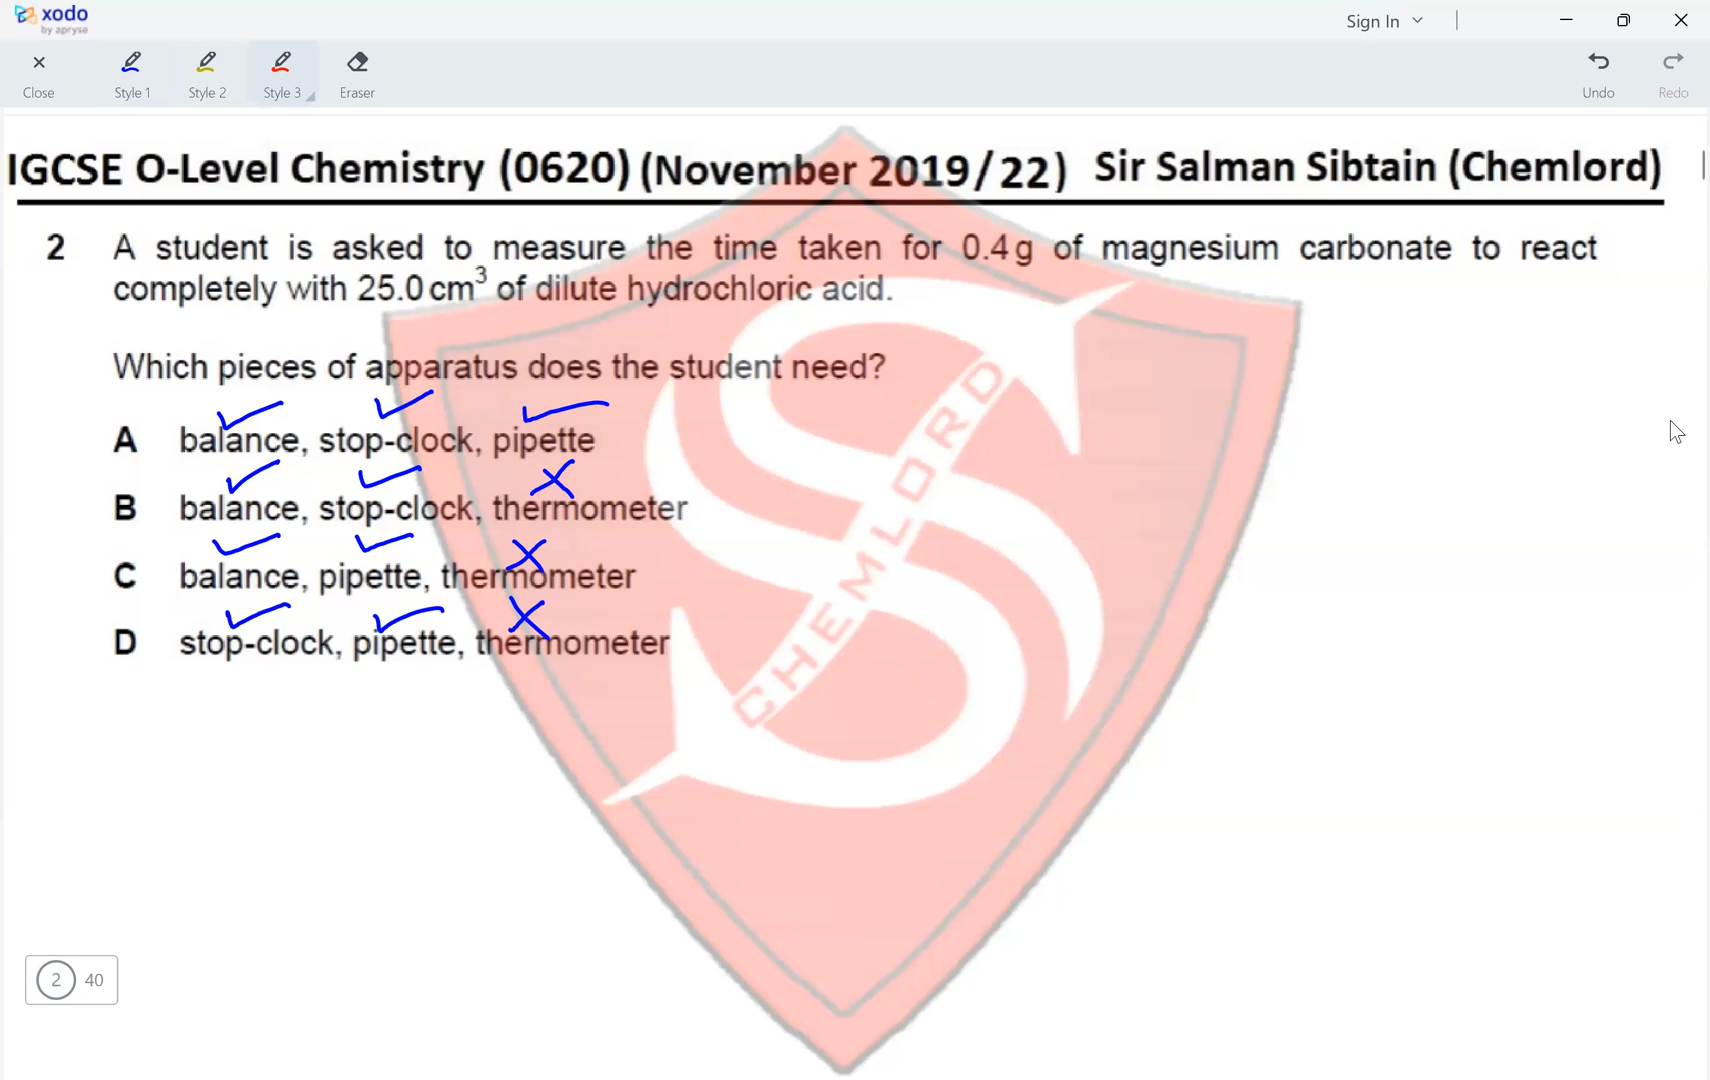 xodo
by apryse
Sign In
Close
Style 1
Style 2
Style 3
Eraser
Undo
Redo
IGCSE O-Level Chemistry (0620) (November 2019/22) Sir Salman Sibtain (Chemlord)
2 A student is asked to measure the time taken for 0.4 g of magnesium carbonate to react
completely with 25.0 cm³ of dilute hydrochloric acid.
Which pieces of apparatus does the student need?
A balance, stop-clock, pipette
B balance, stop-clock, thermometer
C balance, pipette, thermometer
D stop-clock, pipette, thermometer
CHEMLORD
2 40